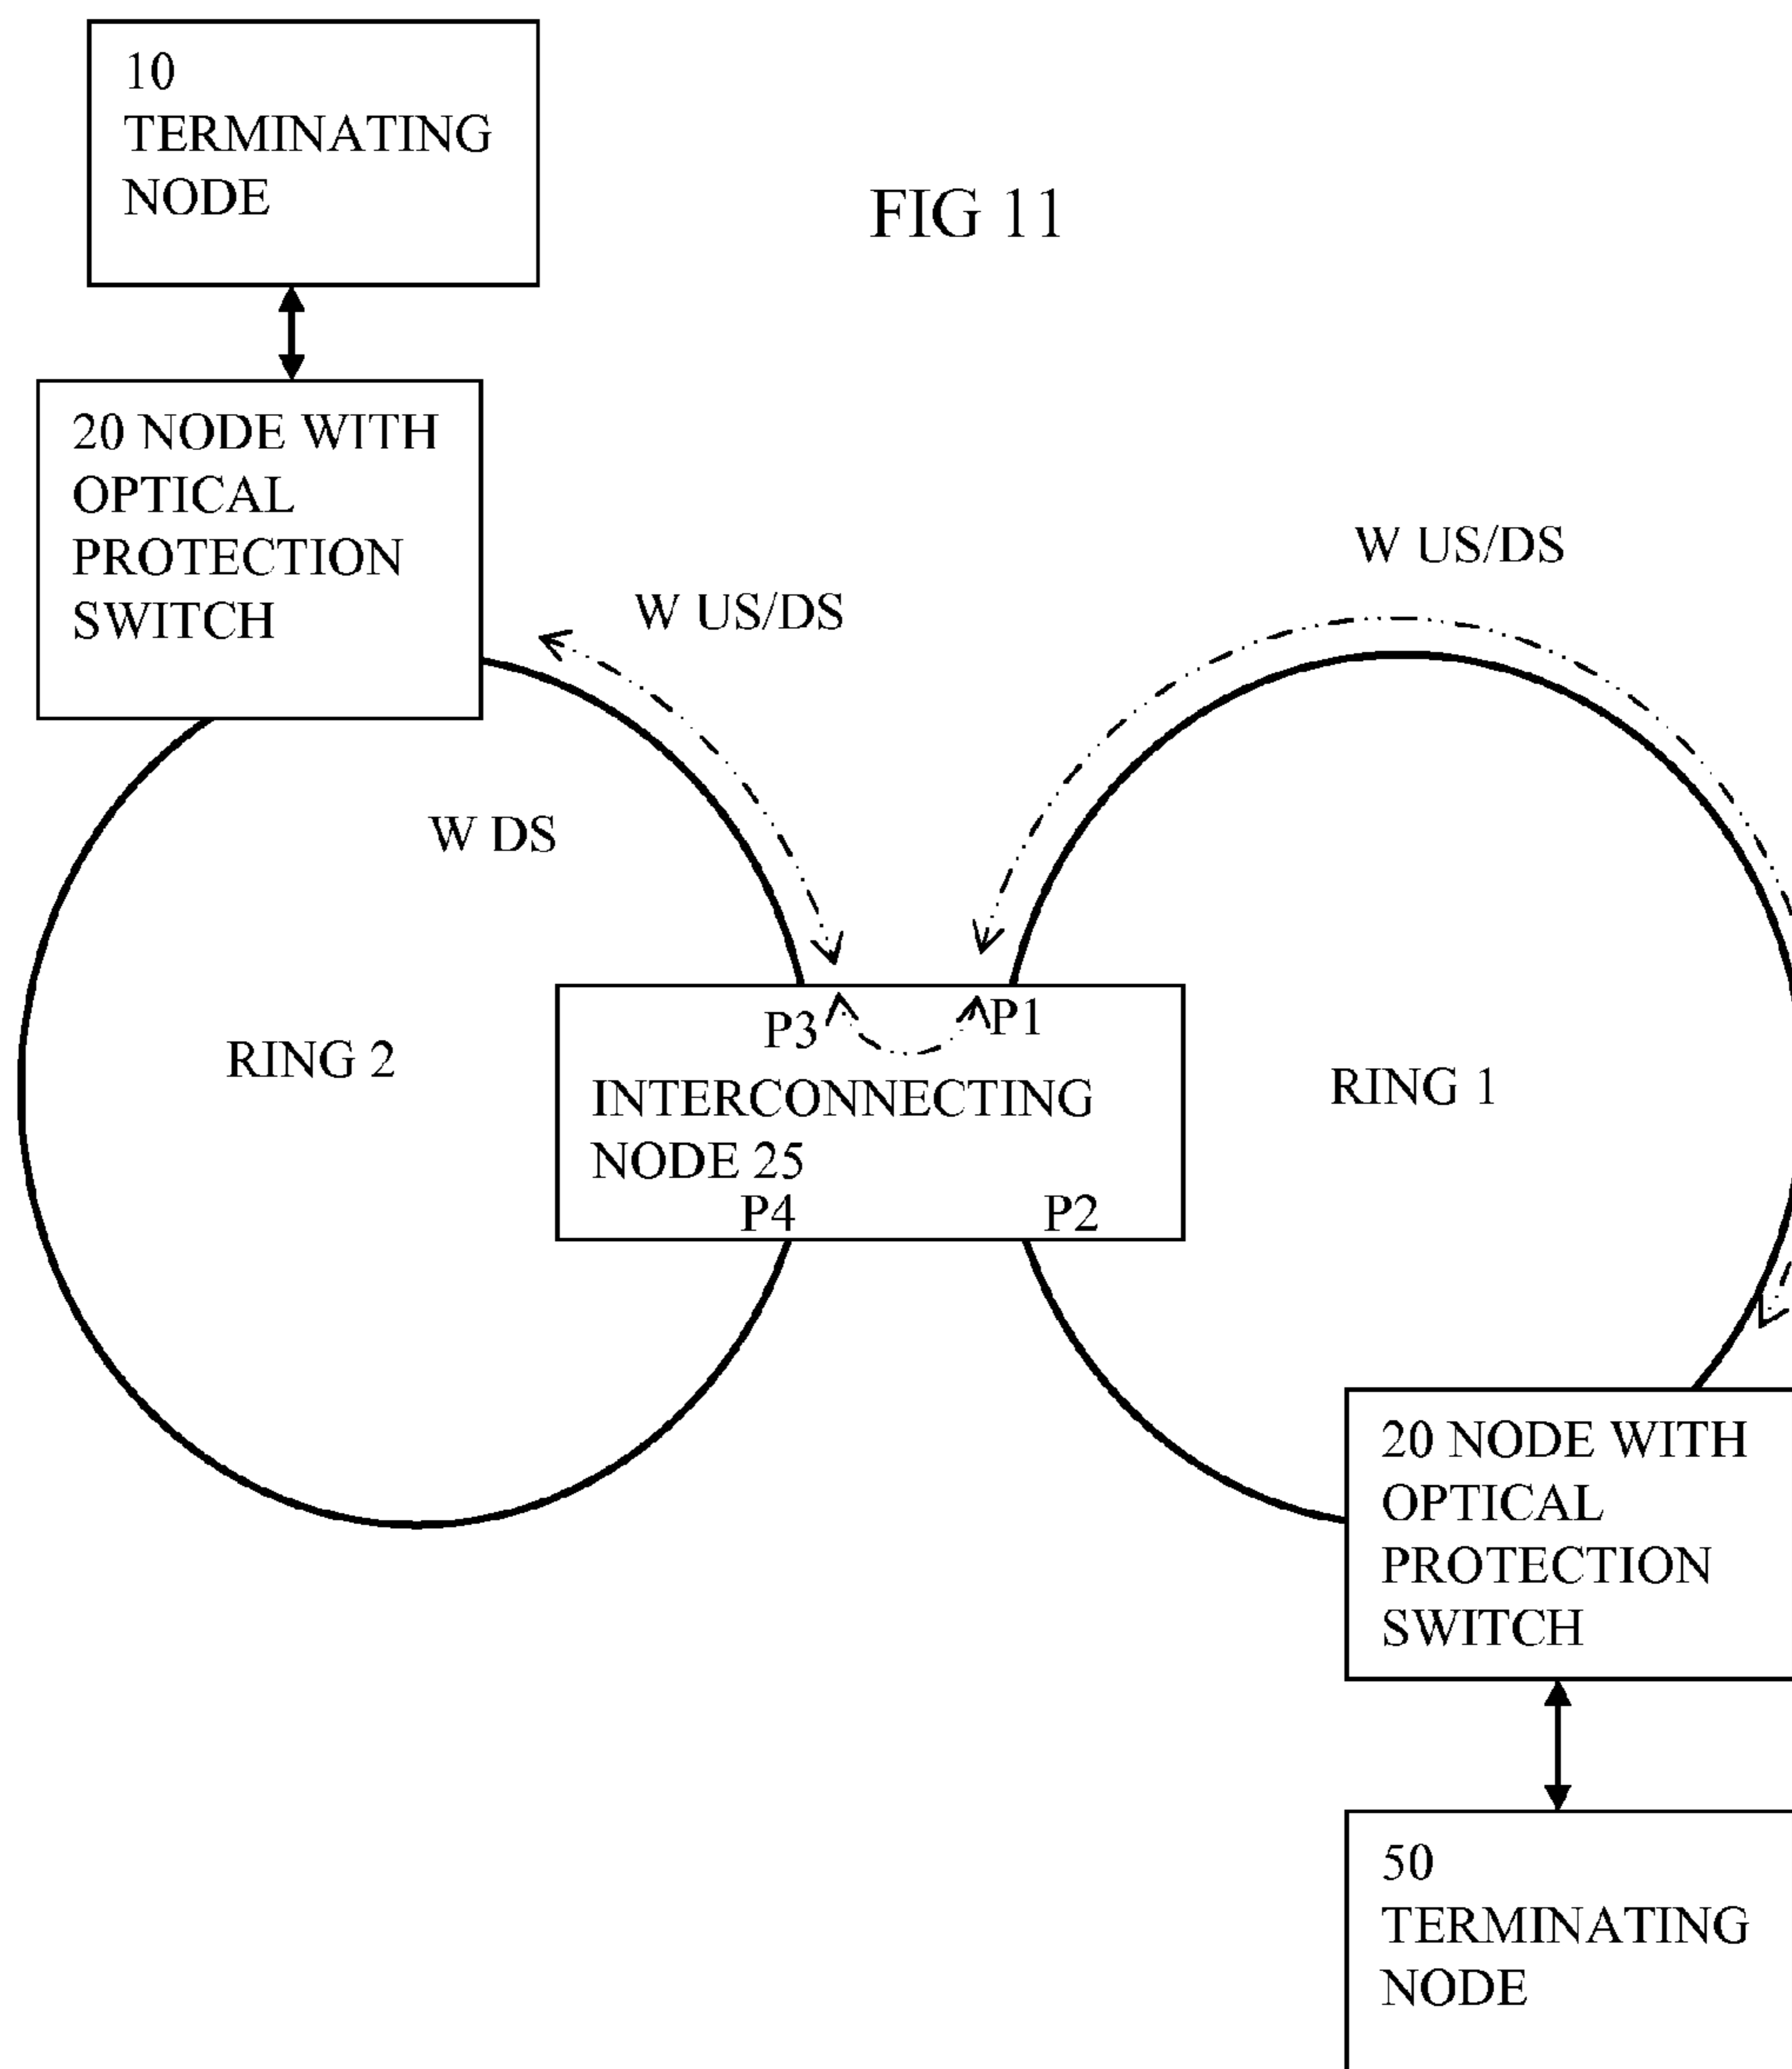 10
TERMINATING
NODE
FIG 11
20 NODE WITH
OPTICAL
PROTECTION
SWITCH
W US/DS
W US/DS
W DS
P3
P1
RING 2
INTERCONNECTING
NODE 25
RING 1
P4
P2
20 NODE WITH
OPTICAL
PROTECTION
SWITCH
50
TERMINATING
NODE